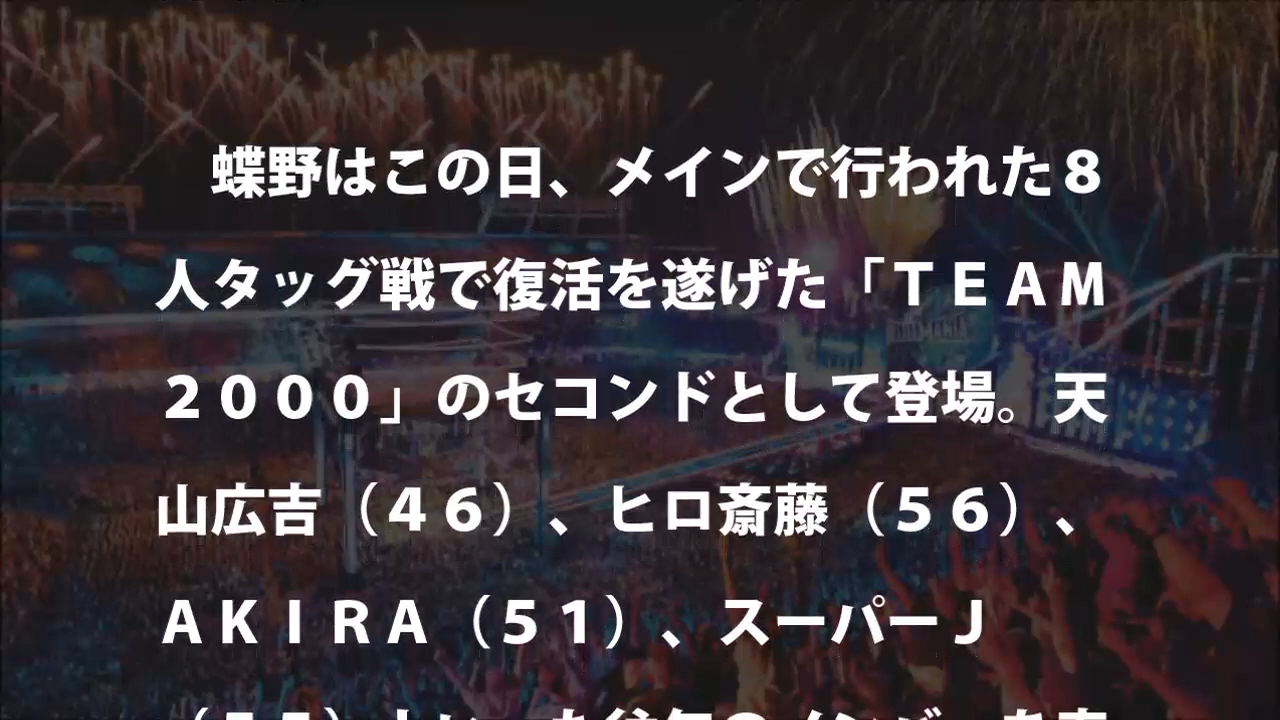 蝶野はこの日、メインで行われた８
人タッグ戦で復活を遂げた「ＴＥＡＭ
２０００」のセコンドとして登場。天
山広吉（４６）、ヒロ斎藤（５６）、
ＡＫＩＲＡ（５１）、スーパーＪ